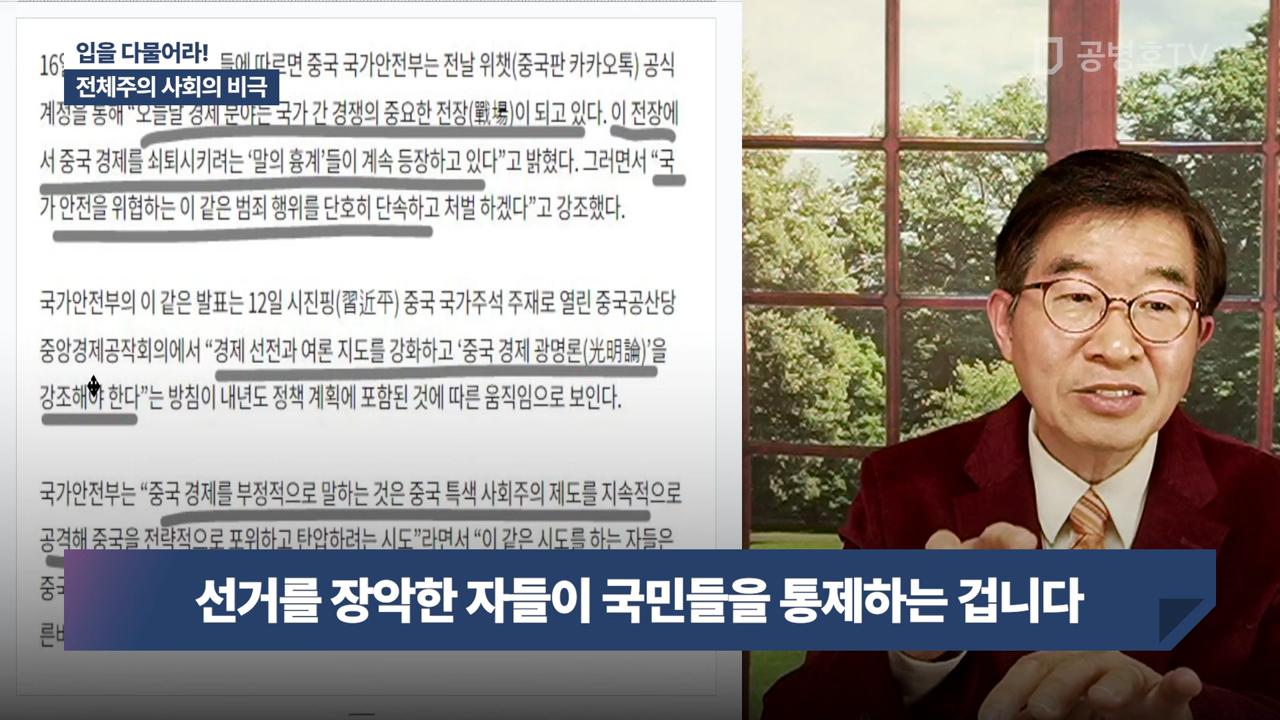 입을 다물어라!
전체주의 사회의 비극
공병호TV
들에 따르면 중국 국가안전부는 전날 위챗(중국판 카카오톡) 공식
계정을 통해 “오늘날 경제 분야는 국가 간 경쟁의 중요한 전장(戰場)이 되고 있다. 이 전장에
서 중국 경제를 쇠퇴시키려는 ‘말의 흉계’들이 계속 등장하고 있다”고 밝혔다. 그러면서 “국
가 안전을 위협하는 이 같은 범죄 행위를 단호히 단속하고 처벌 하겠다”고 강조했다.
국가안전부의 이 같은 발표는 12일 시진핑(習近平) 중국 국가주석 주재로 열린 중국공산당
중앙경제공작회의에서 “경제 선전과 여론 지도를 강화하고 ‘중국 경제 광명론(光明論)’을
강조해야 한다”는 방침이 내년도 정책 계획에 포함된 것에 따른 움직임으로 보인다.
국가안전부는 “중국 경제를 부정적으로 말하는 것은 중국 특색 사회주의 제도를 지속적으로
공격해 중국을 전략적으로 포위하고 탄압하려는 시도”라면서 “이 같은 시도를 하는 자들은
선거를 장악한 자들이 국민들을 통제하는 겁니다